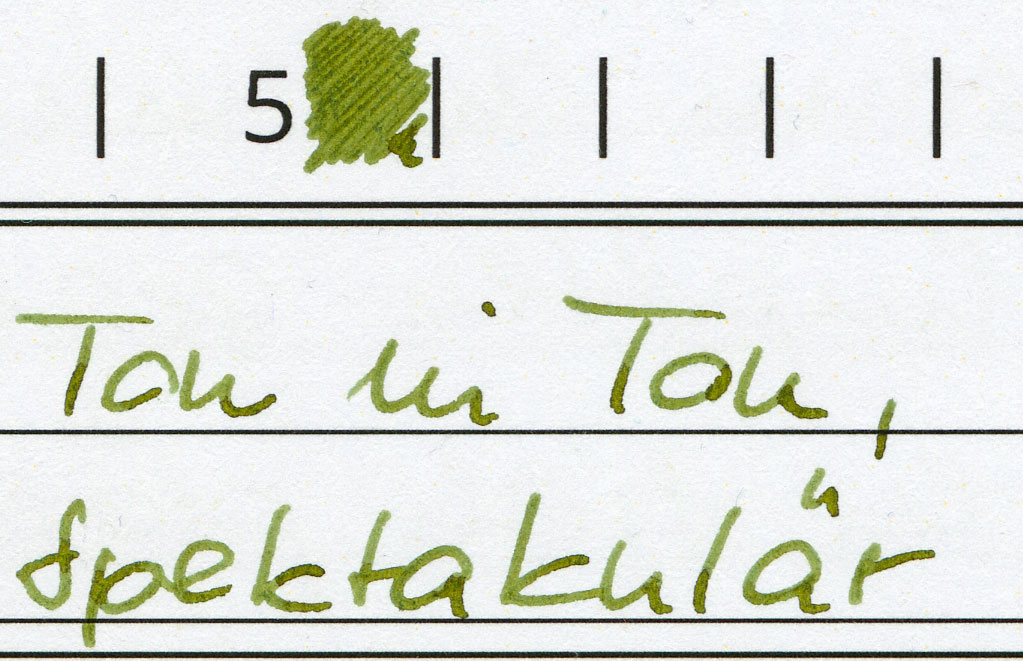 5
Ton in Ton,
spektakulär